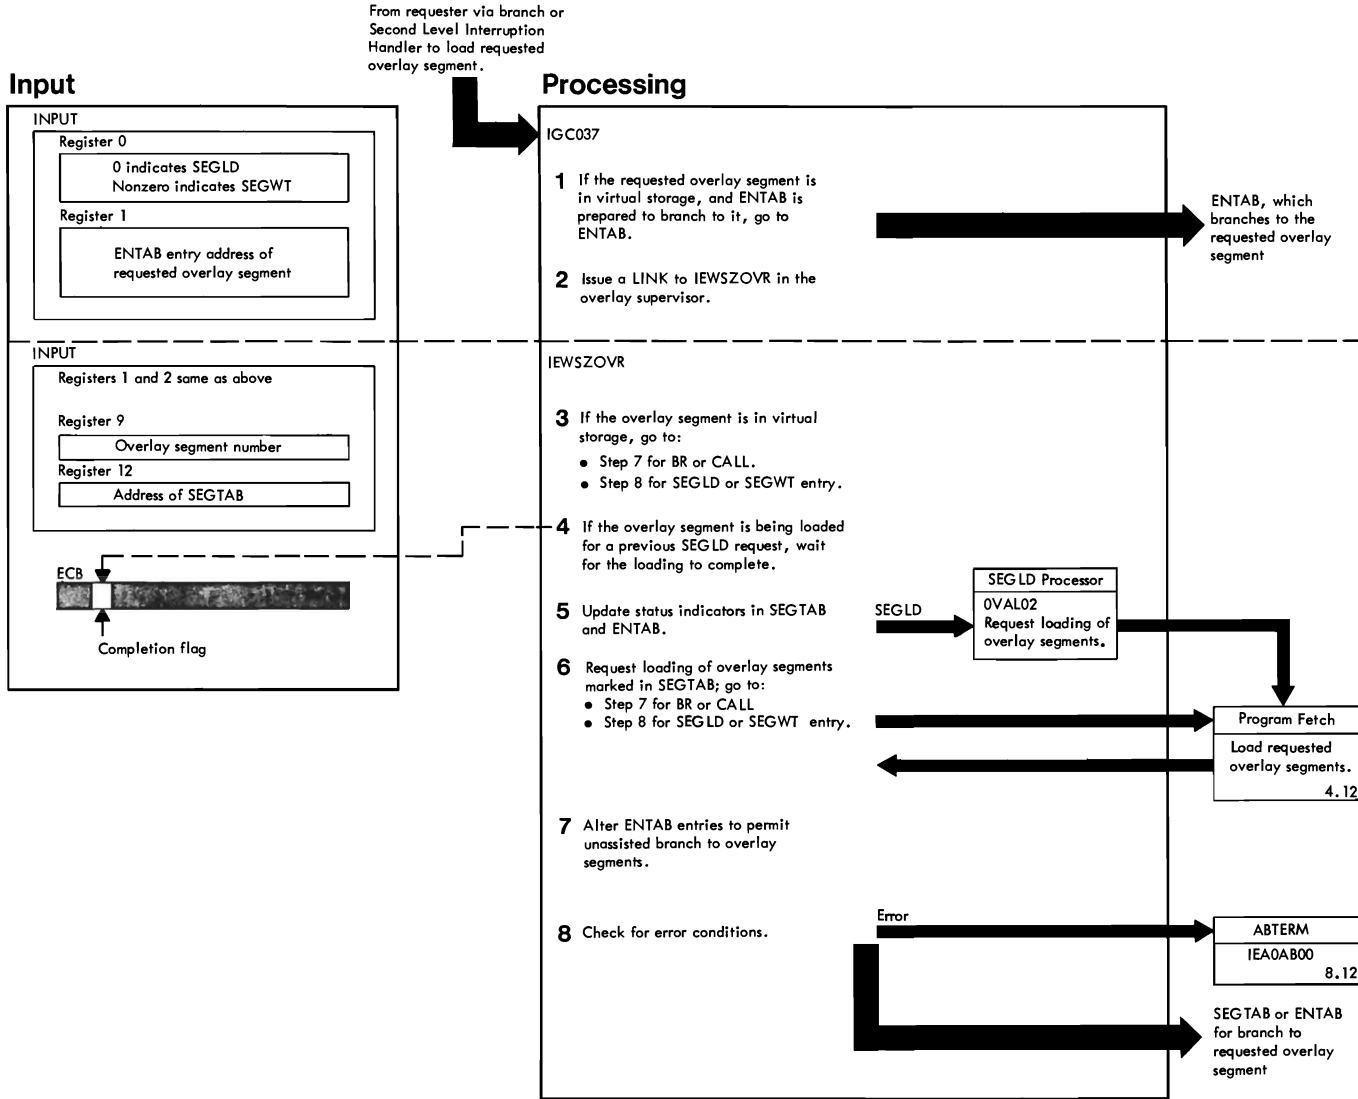 From requester via branch or
Second Level Interruption
Handler to load requested
overlay segment.
Input
INPUT
Register 0
0 indicates SEGLD
Nonzero indicates SEGWT
Register 1
ENTAB entry address of
requested overlay segment
INPUT
Registers 1 and 2 same as above
Register 9
Overlay segment number
Register 12
Address of SEGTAB
ECB
Completion flag
Processing
IGC037
1 If the requested overlay segment is
in virtual storage, and ENTAB is
prepared to branch to it, go to
ENTAB.
ENTAB, which
branches to the
requested overlay
segment
2 Issue a LINK to IEWSZOVR in the
overlay supervisor.
IEWSZOVR
3 If the overlay segment is in virtual
storage, go to:
• Step 7 for BR or CALL.
• Step 8 for SEGLD or SEGWT entry.
4 If the overlay segment is being loaded
for a previous SEGLD request, wait
for the loading to complete.
5 Update status indicators in SEGTAB
and ENTAB.
SEGLD
SEGLD Processor
0VAL02
Request loading of
overlay segments.
6 Request loading of overlay segments
marked in SEGTAB; go to:
• Step 7 for BR or CALL
• Step 8 for SEGLD or SEGWT entry.
Program Fetch
Load requested
overlay segments.
4.12
7 Alter ENTAB entries to permit
unassisted branch to overlay
segments.
8 Check for error conditions.
Error
ABTERM
IEA0AB00
8.12
SEGTAB or ENTAB
for branch to
requested overlay
segment